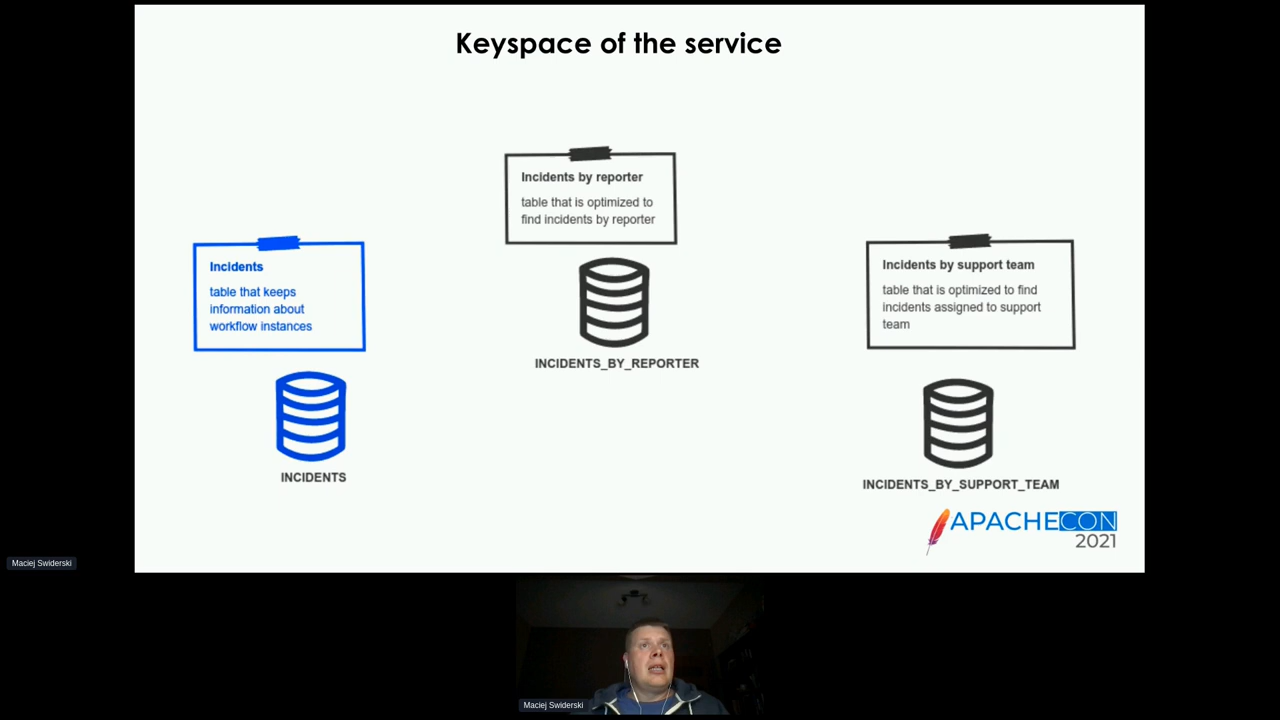 Keyspace of the service
Incidents by reporter
table that is optimized to
find incidents by reporter
INCIDENTS_BY_REPORTER
Incidents
table that keeps
information about
workflow instances
INCIDENTS
Incidents by support team
table that is optimized to find
incidents assigned to support
team
INCIDENTS_BY_SUPPORT_TEAM
APACHECON
2021
Maciej Swiderski
Maciej Swiderski